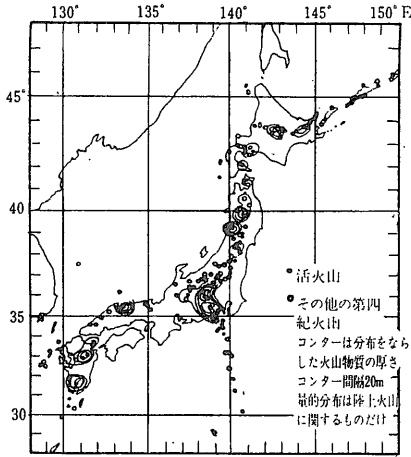 130° 135° 140° 145° 150° E
45°
40°
35
30
活火山
その他の第四
紀火山
コンターは分布をなら
した火山物質の厚さ
コンター間隔20m
量的分布は陸上火山
に関するものだけ